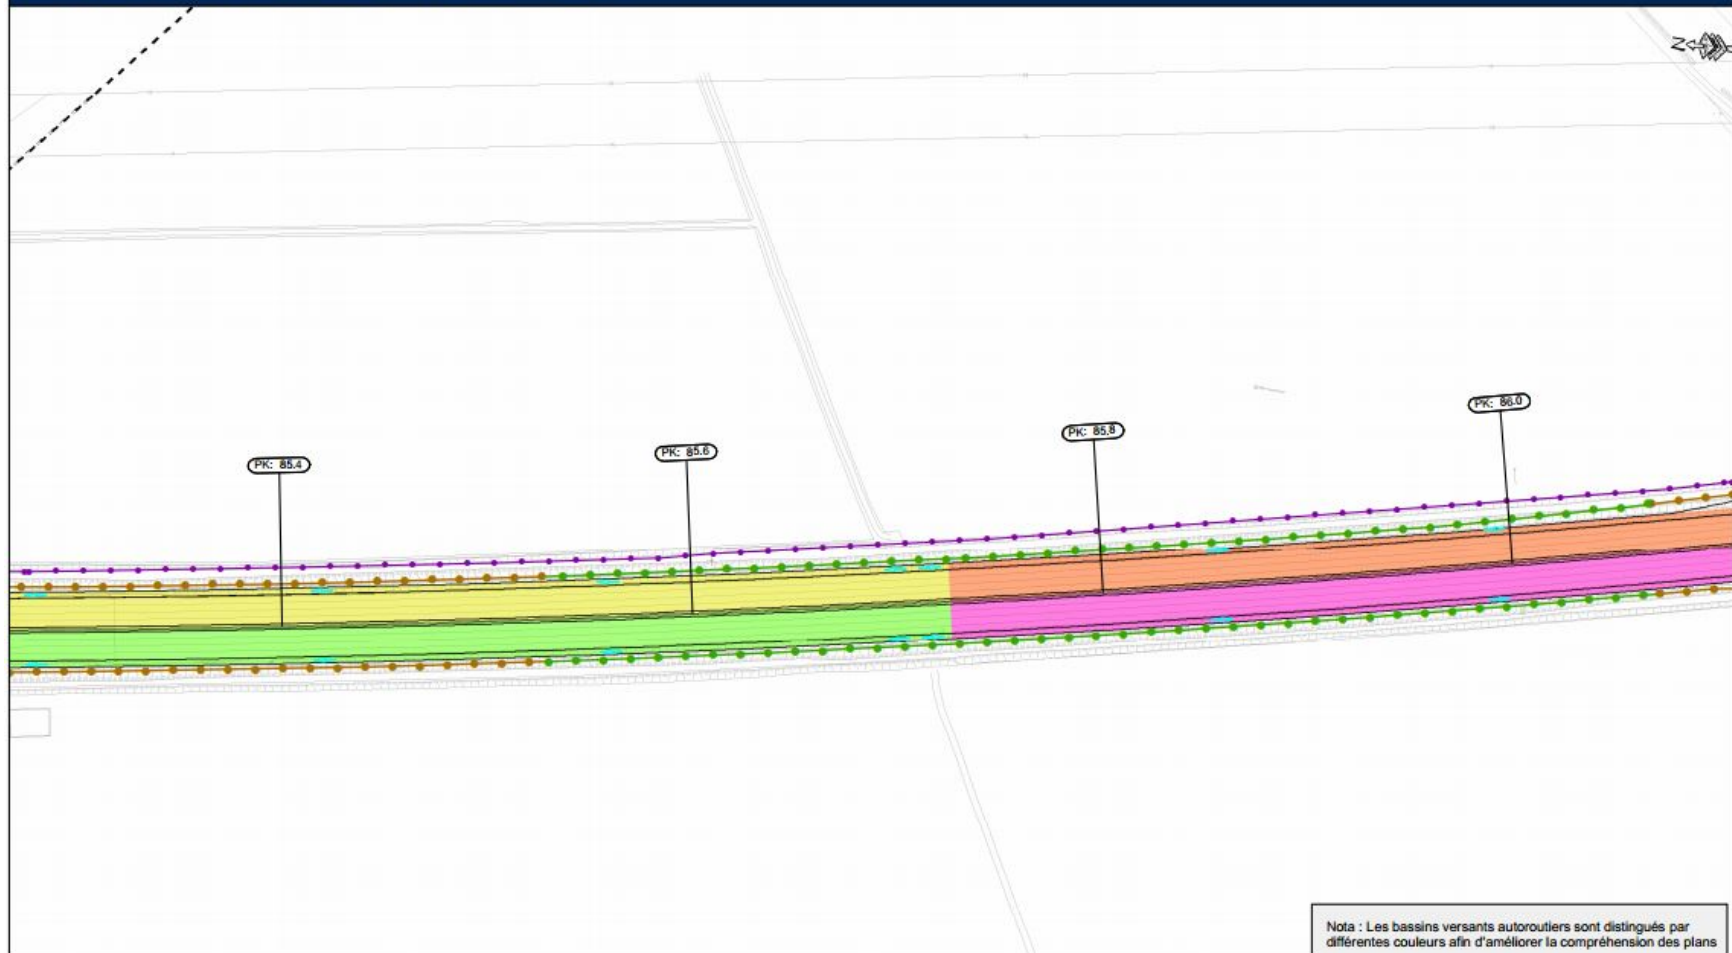 N
PK: 85.4
PK: 85.6
PK: 85.8
PK: 86.0
Nota : Les bassins versants autoroutiers sont distingués par
différentes couleurs afin d'améliorer la compréhension des plans